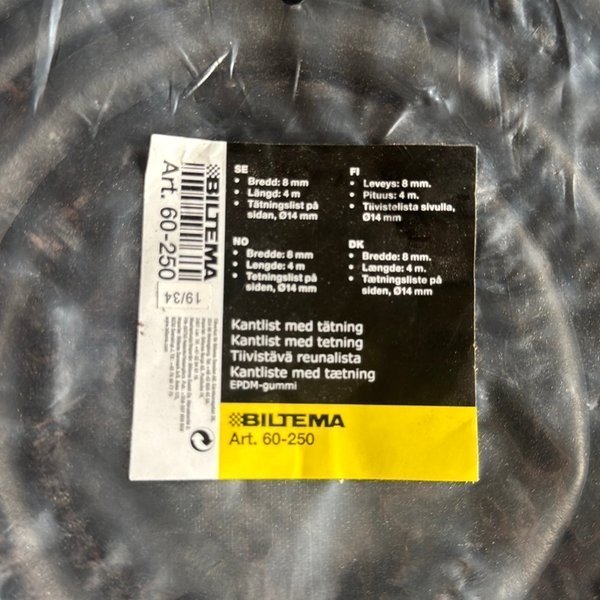 SE
• Bredd: 8 mm
• Längd: 4 m
• Tätningslist på
sidan, Ø14 mm
FI
• Leveys: 8 mm.
• Pituus: 4 m.
• Tiivistelista sivulla,
Ø14 mm
NO
• Bredde: 8 mm
• Lengde: 4 m
• Tetningslist på
siden, Ø14 mm
DK
• Bredde: 8 mm.
• Længde: 4 m.
• Tætningsliste på
siden, Ø14 mm
Kantlist med tätning
Kantlist med tetning
Tiivistävä reunalista
Kantliste med tætning
EPDM-gummi
BILTEMA
Art. 60-250
BILTEMA
Art. 60-250
19/34